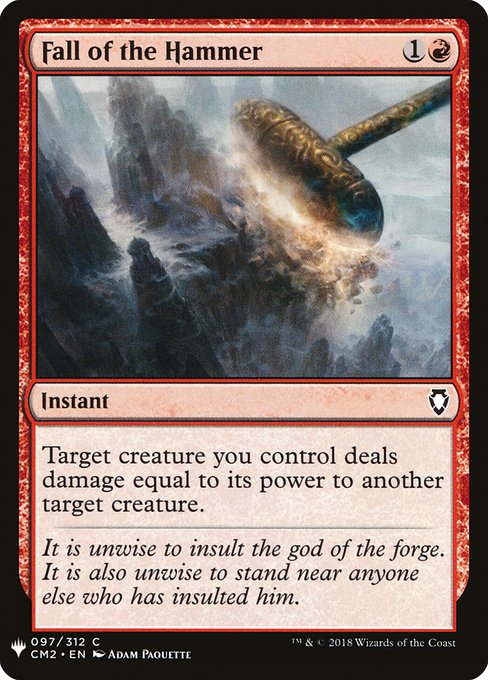 Fall of the Hammer 1
Instant
Target creature you control deals
damage equal to its power to another
target creature.
It is unwise to insult the god of the forge.
It is also unwise to stand near anyone
else who has insulted him.
097/312 C
CM2 • EN Adam Paquette
™ & © 2018 Wizards of the Coast